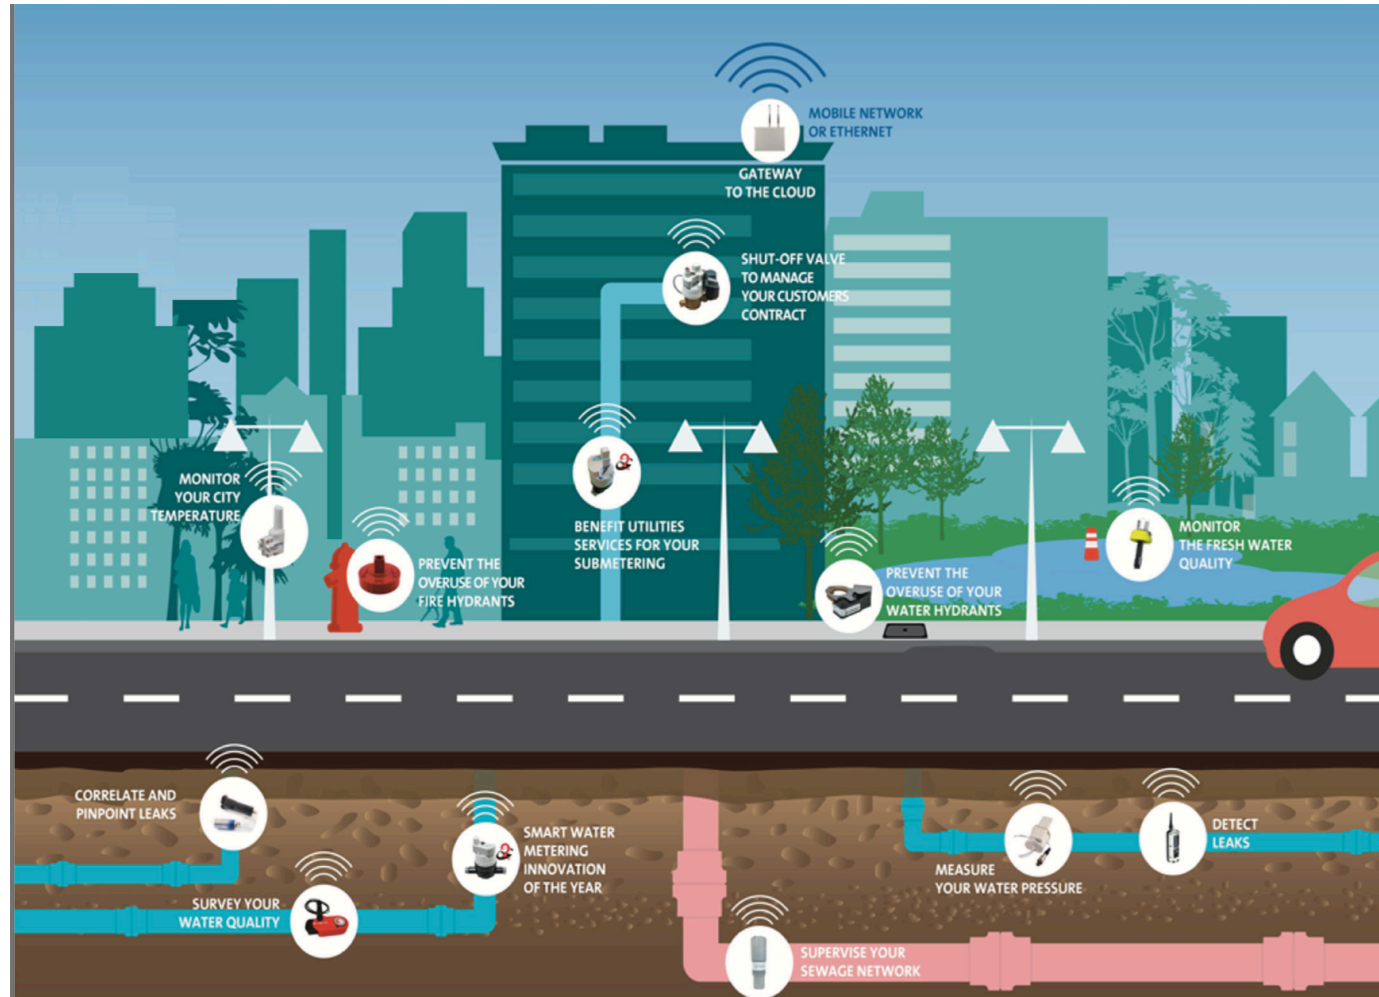 MOBILE NETWORK
OR ETHERNET
GATEWAY
TO THE CLOUD
SHUT-OFF VALVE
TO MANAGE
YOUR CUSTOMERS
CONTRACT
MONITOR
YOUR CITY
TEMPERATURE
PREVENT THE
OVERUSE OF YOUR
FIRE HYDRANTS
BENEFIT UTILITIES
SERVICES FOR YOUR
SUBMETERING
PREVENT THE
OVERUSE OF YOUR
WATER HYDRANTS
MONITOR
THE FRESH WATER
QUALITY
CORRELATE AND
PINPOINT LEAKS
SURVEY YOUR
WATER QUALITY
SMART WATER
METERING
INNOVATION
OF THE YEAR
MEASURE
YOUR WATER PRESSURE
DETECT
LEAKS
SUPERVISE YOUR
SEWAGE NETWORK